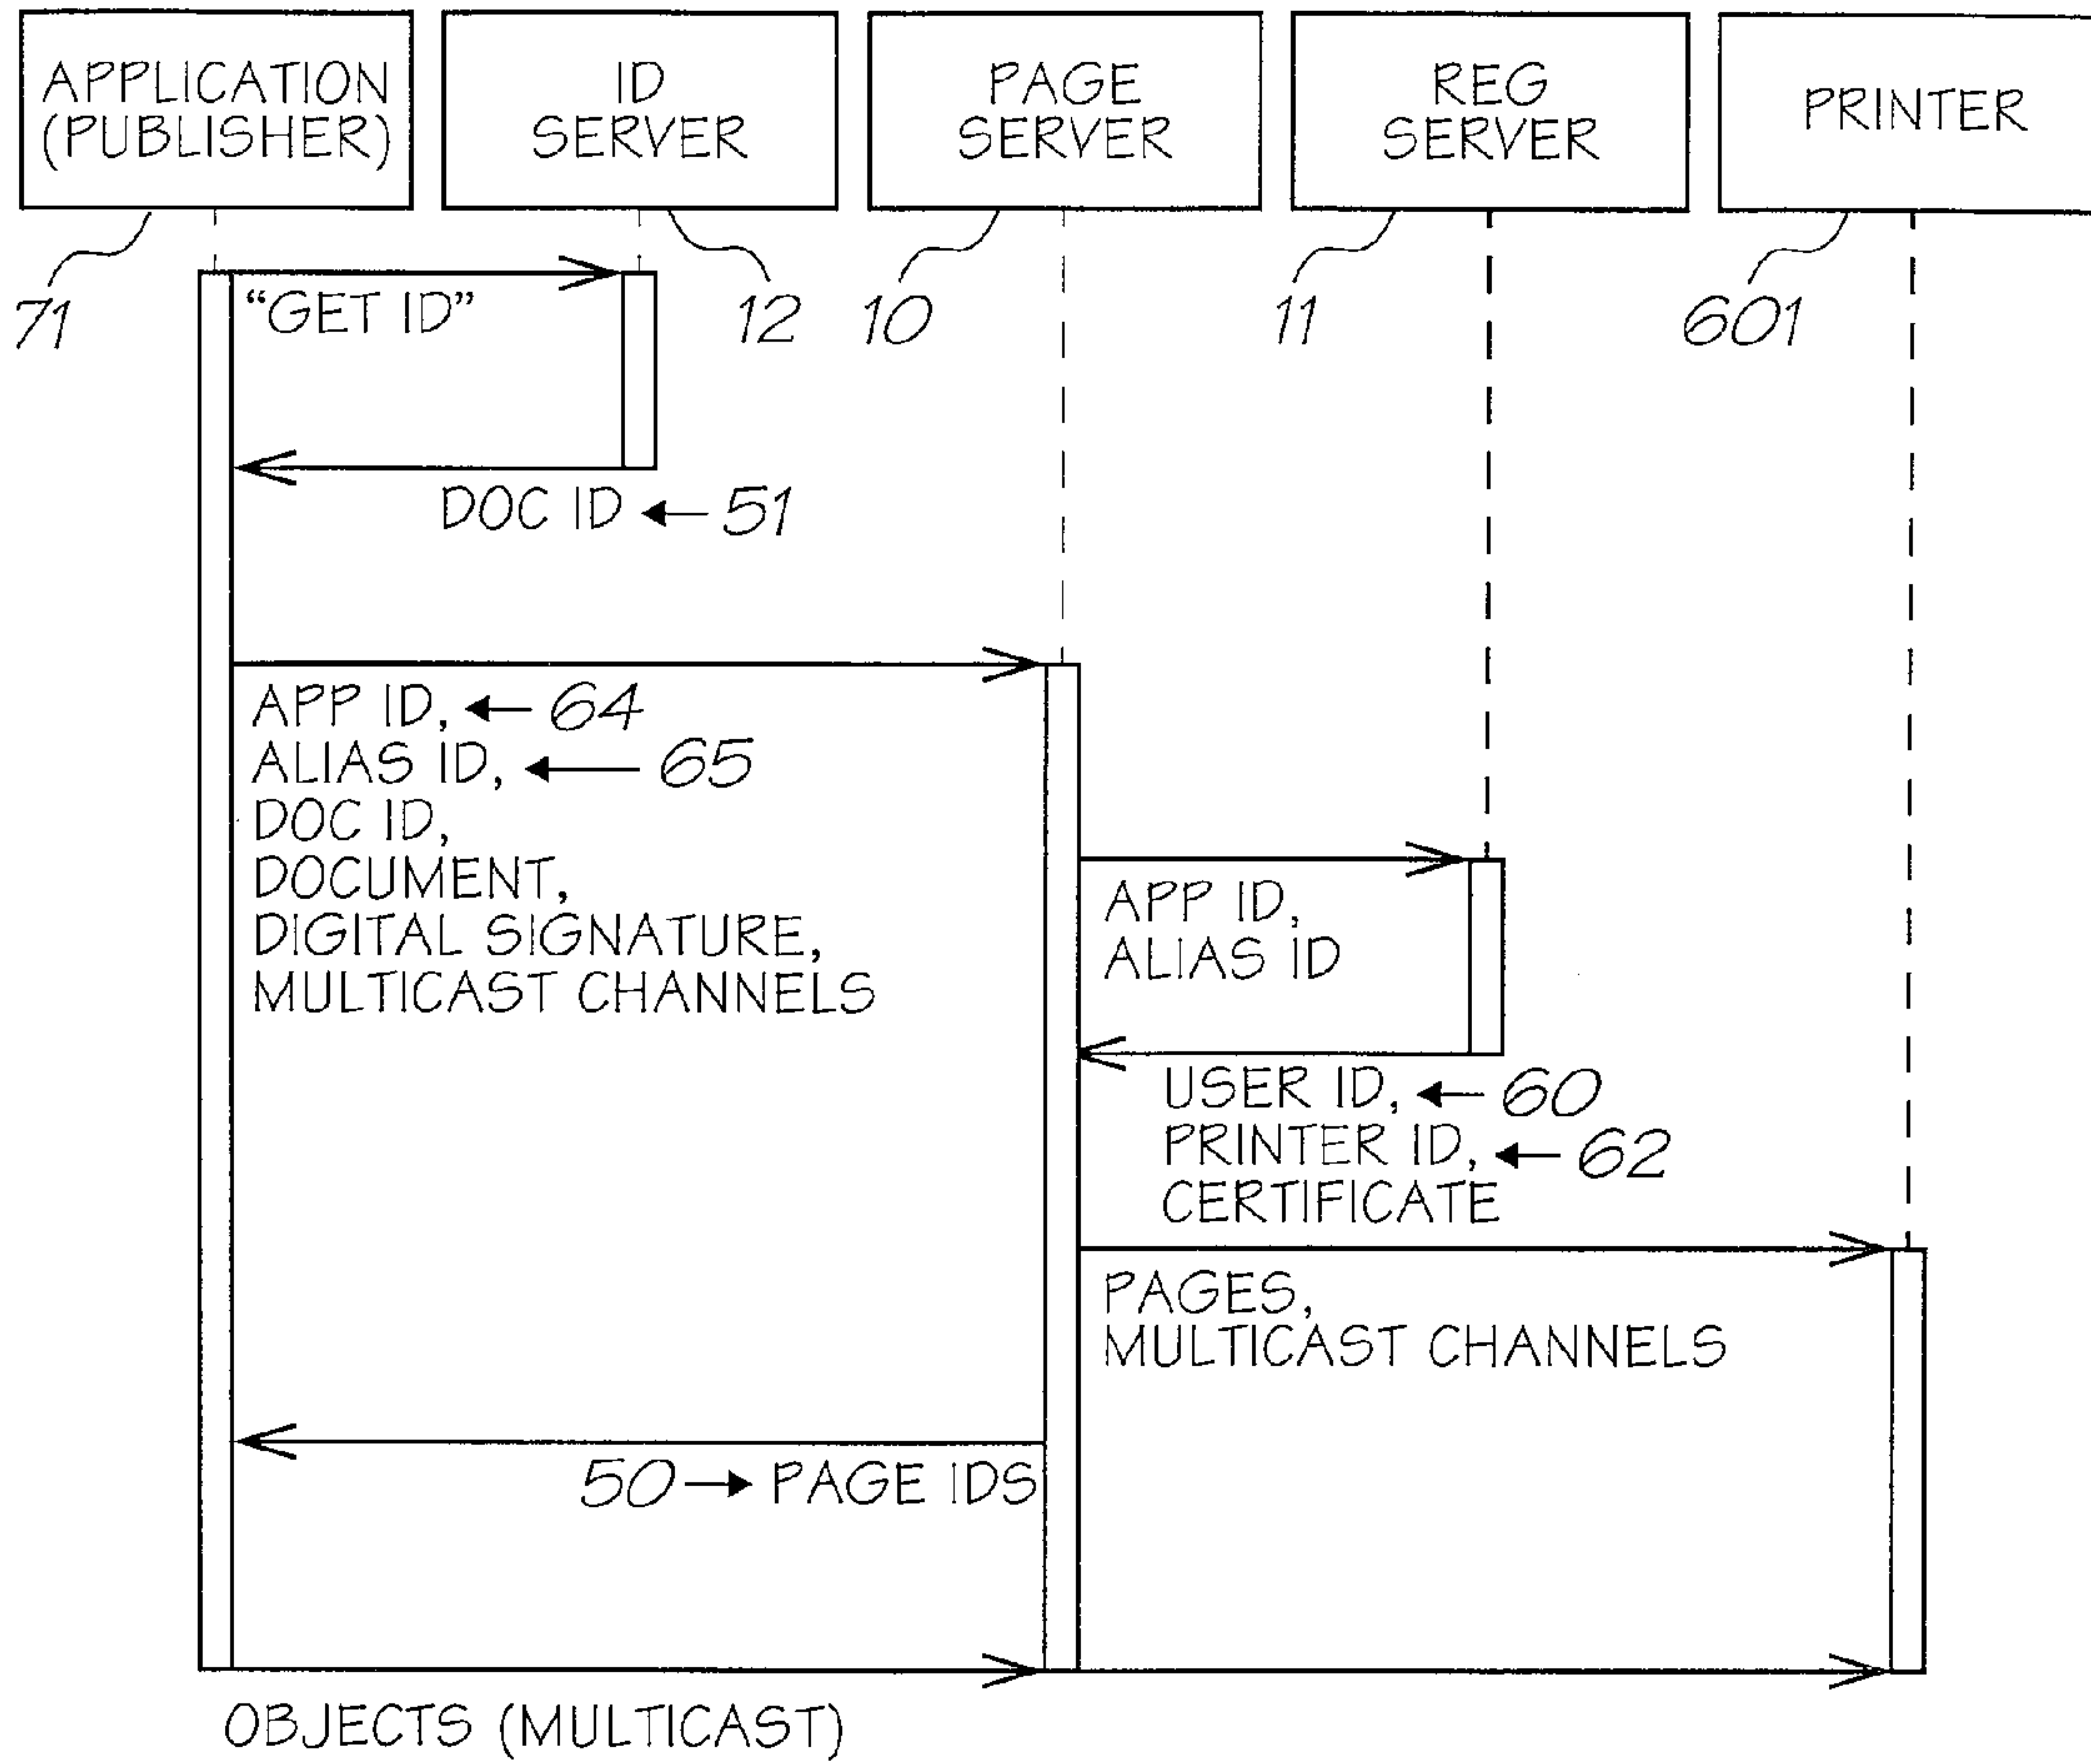 APPLICATION
(PUBLISHER)
ID
SERVER
PAGE
SERVER
REG
SERVER
PRINTER
71
12
10
11
601
“GET ID”
DOC ID
51
APP ID,
64
ALIAS ID,
65
DOC ID,
DOCUMENT,
DIGITAL SIGNATURE,
MULTICAST CHANNELS
APP ID,
ALIAS ID
USER ID,
60
PRINTER ID,
62
CERTIFICATE
PAGES,
MULTICAST CHANNELS
50
PAGE IDS
OBJECTS (MULTICAST)